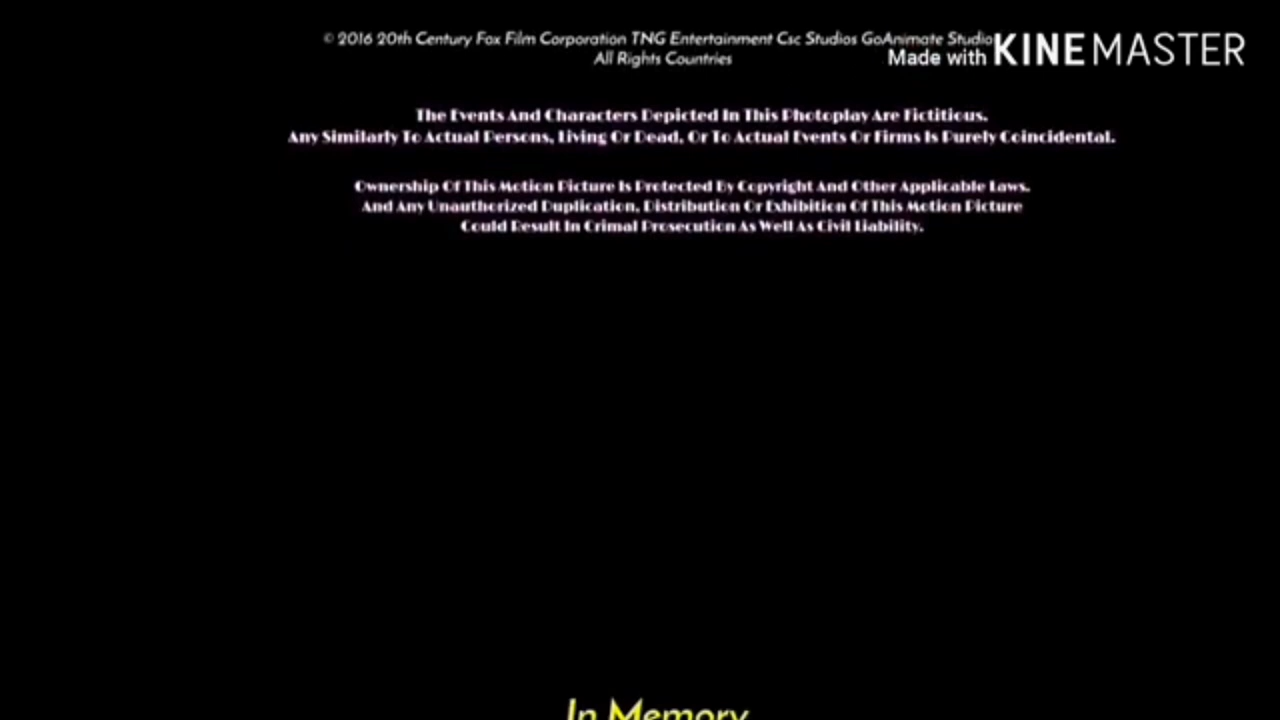 © 2016 20th Century Fox Film Corporation TNG Entertainment Csc Studios GoAnimate Studio
All Rights Countries
Made with KINEMASTER
The Events And Characters Depicted In This Photoplay Are Fictitious.
Any Similarly To Actual Persons, Living Or Dead, Or To Actual Events Or Firms Is Purely Coincidental.
Ownership Of This Motion Picture Is Protected By Copyright And Other Applicable Laws.
And Any Unauthorized Duplication, Distribution Or Exhibition Of This Motion Picture
Could Result In Crimal Prosecution As Well As Civil Liability.
In Memory